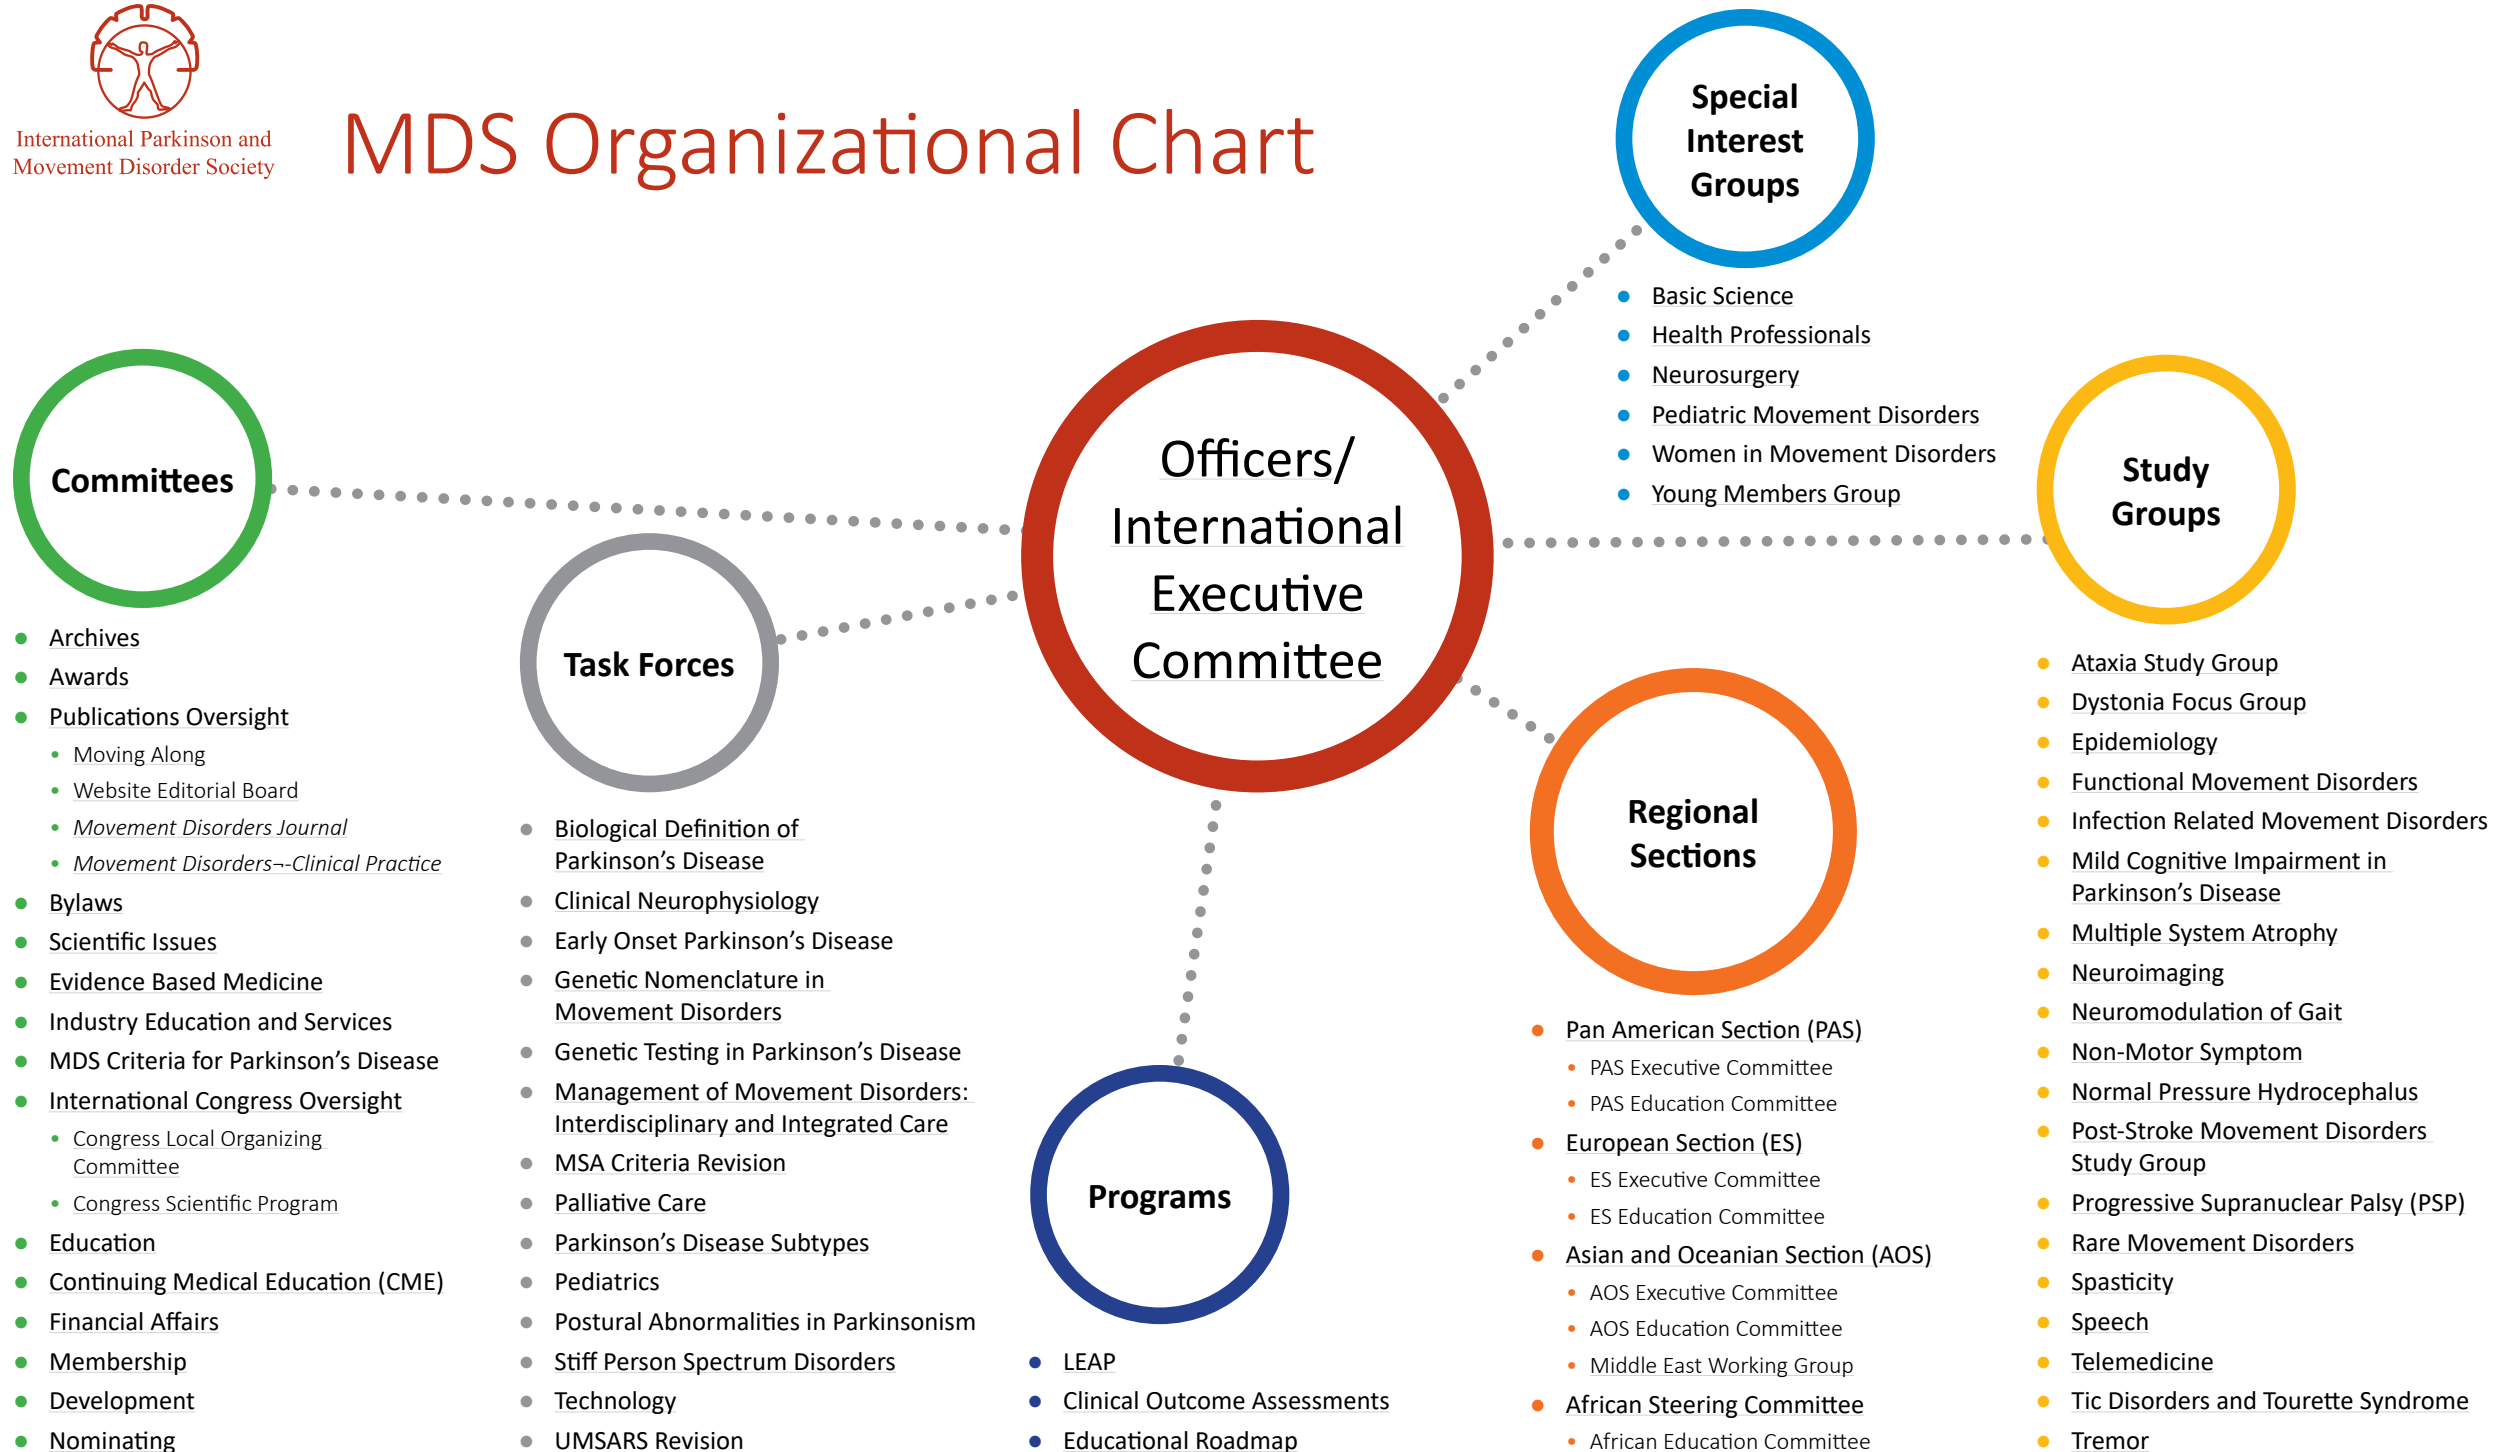 International Parkinson and
Movement Disorder Society
MDS Organizational Chart
Special
Interest
Groups
Basic Science
Health Professionals
Neurosurgery
Pediatric Movement Disorders
Women in Movement Disorders
Young Members Group
Officers/
International
Executive
Committee
Committees
Archives
Awards
Publications Oversight
Moving Along
Website Editorial Board
Movement Disorders Journal
Movement Disorders¬-Clinical Practice
Bylaws
Scientific Issues
Evidence Based Medicine
Industry Education and Services
MDS Criteria for Parkinson’s Disease
International Congress Oversight
Congress Local Organizing
Committee
Congress Scientific Program
Education
Continuing Medical Education (CME)
Financial Affairs
Membership
Development
Nominating
Task Forces
Biological Definition of
Parkinson’s Disease
Clinical Neurophysiology
Early Onset Parkinson’s Disease
Genetic Nomenclature in
Movement Disorders
Genetic Testing in Parkinson’s Disease
Management of Movement Disorders:
Interdisciplinary and Integrated Care
MSA Criteria Revision
Palliative Care
Parkinson’s Disease Subtypes
Pediatrics
Postural Abnormalities in Parkinsonism
Stiff Person Spectrum Disorders
Technology
UMSARS Revision
Programs
LEAP
Clinical Outcome Assessments
Educational Roadmap
Regional
Sections
Pan American Section (PAS)
PAS Executive Committee
PAS Education Committee
European Section (ES)
ES Executive Committee
ES Education Committee
Asian and Oceanian Section (AOS)
AOS Executive Committee
AOS Education Committee
Middle East Working Group
African Steering Committee
African Education Committee
Study
Groups
Ataxia Study Group
Dystonia Focus Group
Epidemiology
Functional Movement Disorders
Infection Related Movement Disorders
Mild Cognitive Impairment in
Parkinson’s Disease
Multiple System Atrophy
Neuroimaging
Neuromodulation of Gait
Non-Motor Symptom
Normal Pressure Hydrocephalus
Post-Stroke Movement Disorders
Study Group
Progressive Supranuclear Palsy (PSP)
Rare Movement Disorders
Spasticity
Speech
Telemedicine
Tic Disorders and Tourette Syndrome
Tremor